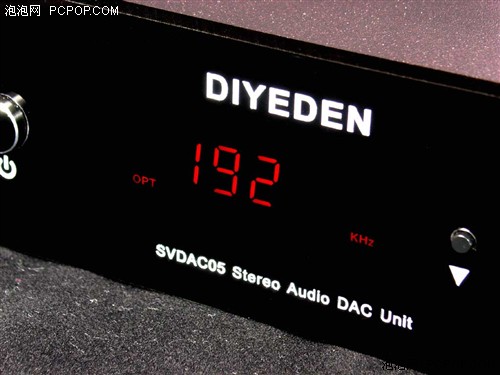 泡泡网 PCPOP.COM
DIYEDEN
192
OPT
KHz
SVDAC05 Stereo Audio DAC Unit